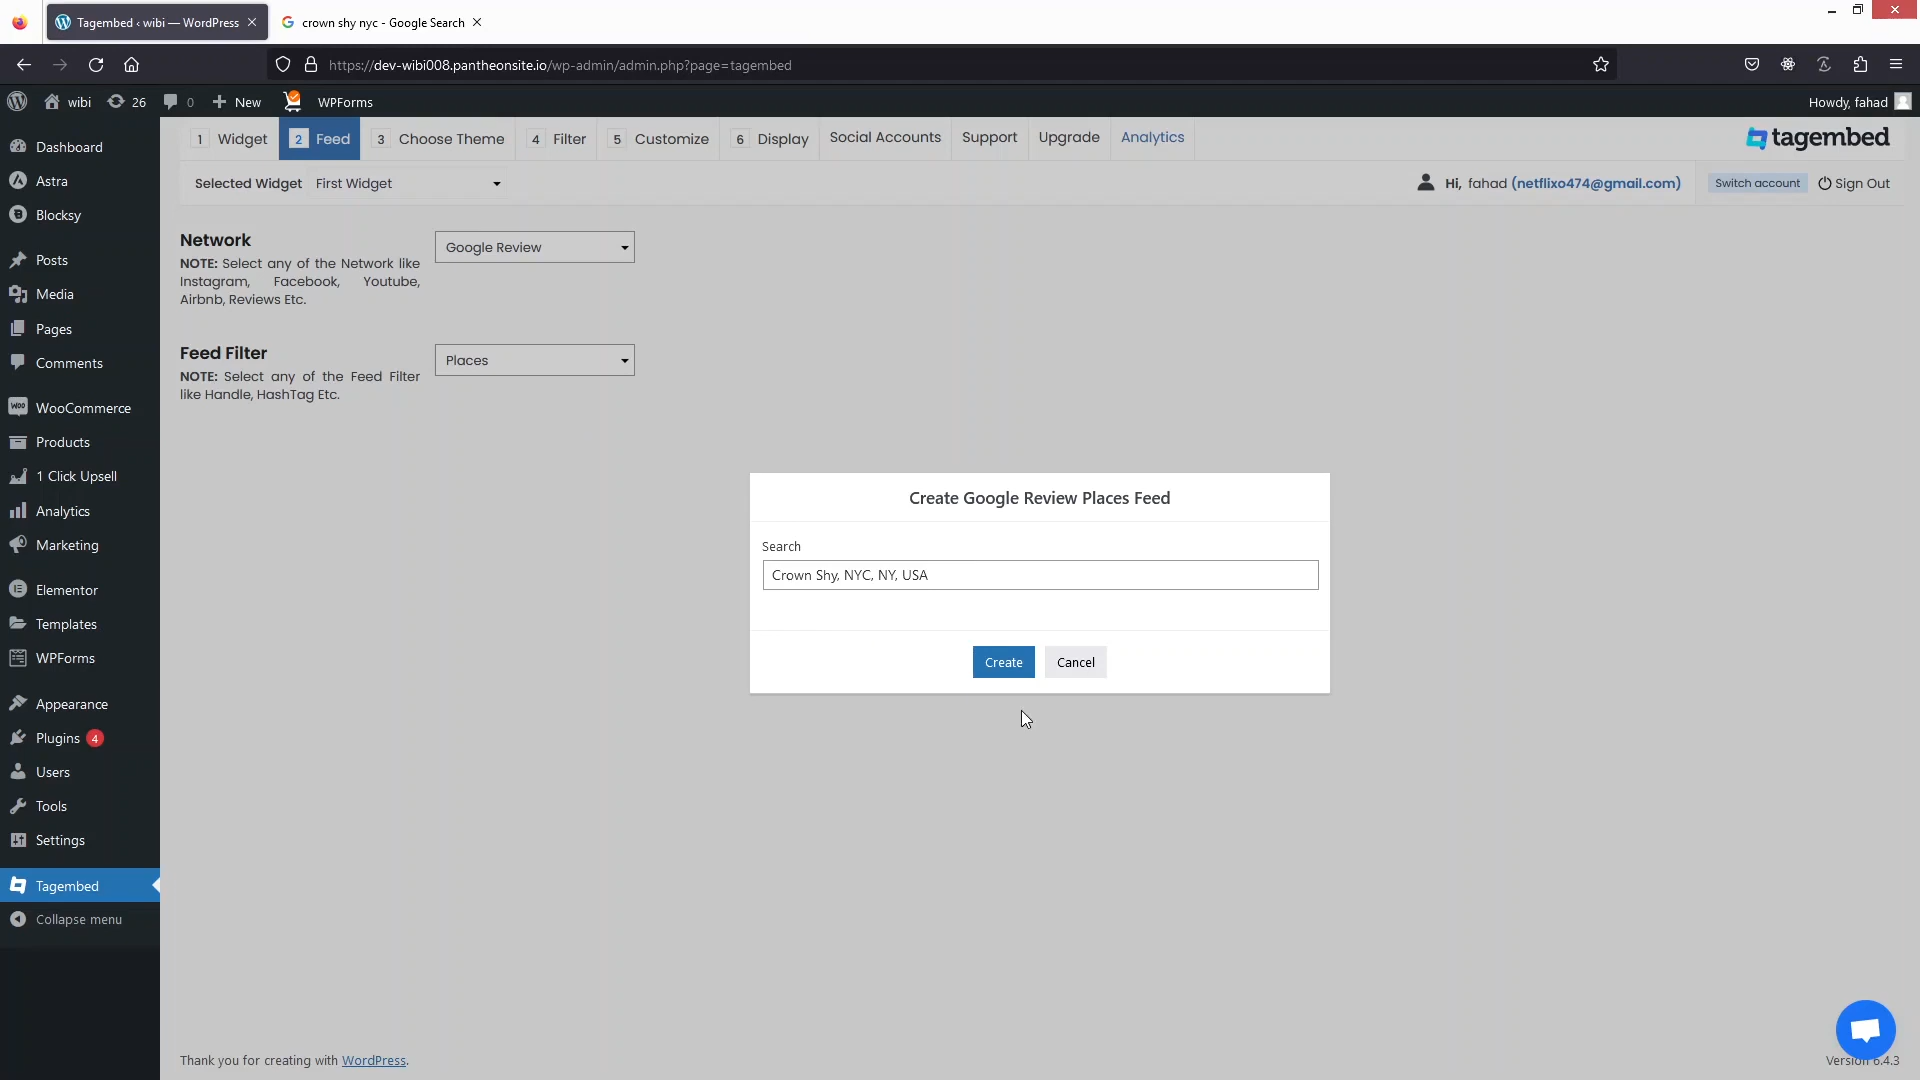 Tagembed ‹ wibi — WordPress
crown shy nyc - Google Search
https://dev-wibi008.pantheonsite.io/wp-admin/admin.php?page=tagembed
wibi 26 0 New WPForms
Howdy, fahad
1 Widget 2 Feed 3 Choose Theme 4 Filter 5 Customize 6 Display Social Accounts Support Upgrade Analytics
tagembed
Selected Widget First Widget
Hi, fahad (netflixo474@gmail.com) Switch account Sign Out
Dashboard
Astra
Blocksy
Posts
Media
Pages
Comments
WooCommerce
Products
1 Click Upsell
Analytics
Marketing
Elementor
Templates
WPForms
Appearance
Plugins 4
Users
Tools
Settings
Tagembed
Collapse menu
Network
NOTE: Select any of the Network like
Instagram, Facebook, Youtube,
Airbnb, Reviews Etc.
Google Review
Feed Filter
NOTE: Select any of the Feed Filter
like Handle, HashTag Etc.
Places
Create Google Review Places Feed
Search
Crown Shy, NYC, NY, USA
Create Cancel
Thank you for creating with WordPress.
Version 6.4.3